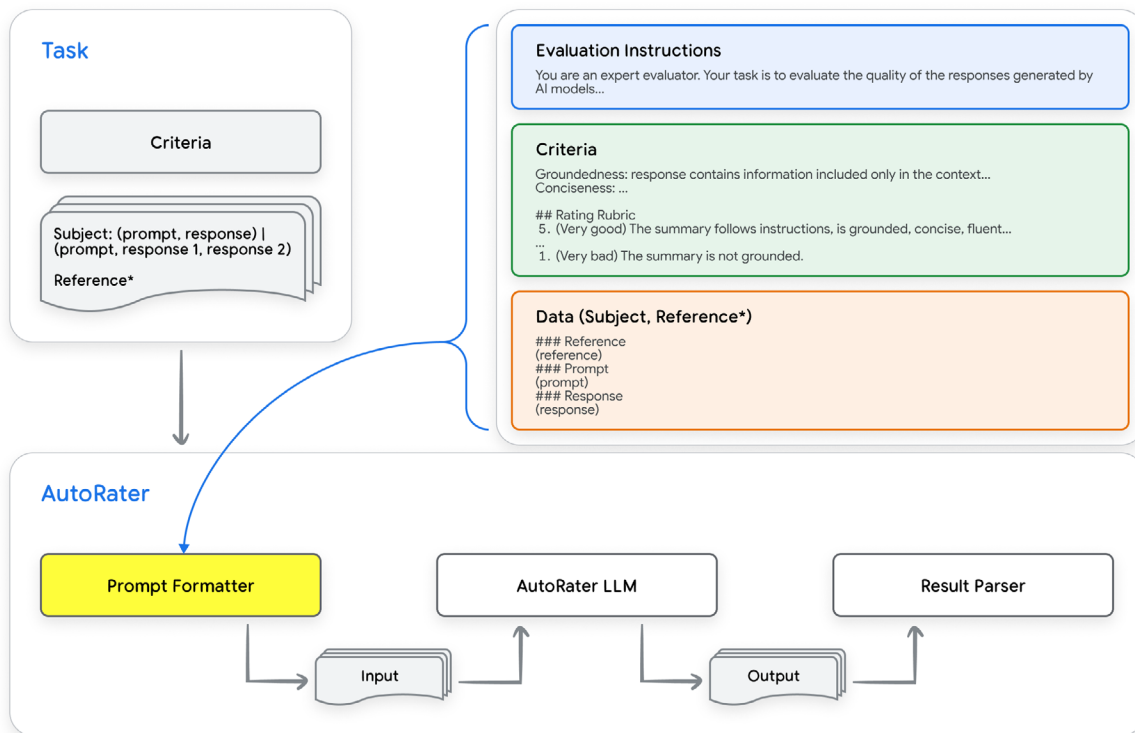 Task
Criteria
Subject: (prompt, response) |
(prompt, response 1, response 2)
Reference*
Evaluation Instructions
You are an expert evaluator. Your task is to evaluate the quality of the responses generated by
AI models...
Criteria
Groundedness: response contains information included only in the context...
Conciseness: ...
## Rating Rubric
5. (Very good) The summary follows instructions, is grounded, concise, fluent...
...
1. (Very bad) The summary is not grounded.
Data (Subject, Reference*)
### Reference
(reference)
### Prompt
(prompt)
### Response
(response)
AutoRater
Prompt Formatter
AutoRater LLM
Result Parser
Input
Output